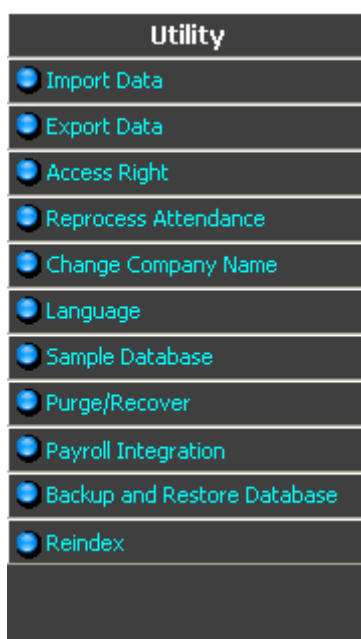 Utility
Import Data
Export Data
Access Right
Reprocess Attendance
Change Company Name
Language
Sample Database
Purge/Recover
Payroll Integration
Backup and Restore Database
Reindex